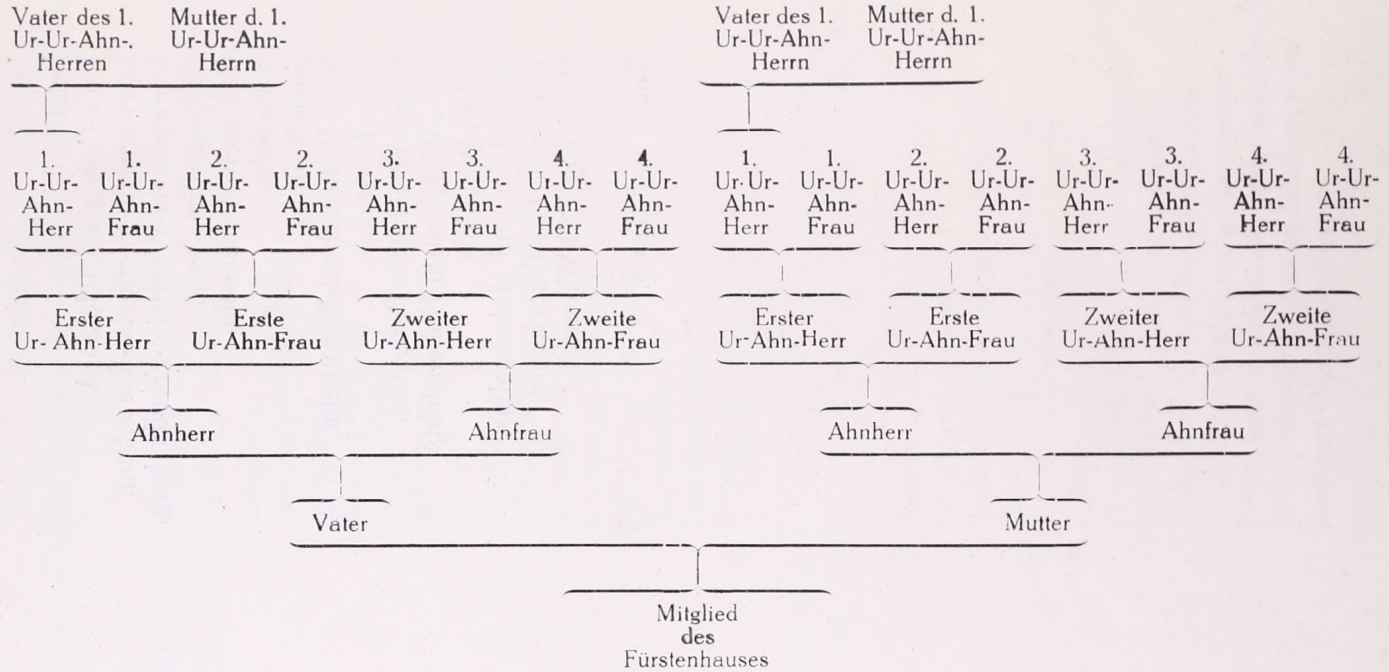 Vater des 1. Mutter d. 1. Vater des 1. Mutter d. 1.
Ur-Ur-Ahn-. Ur-Ur-Ahn- Ur-Ur-Ahn- Ur-Ur-Ahn-
Herren Herrn Herrn Herrn
1. 1. 2. 2. 3. 3. 4. 4. 1. 1. 2. 2. 3. 3. 4. 4.
Ur-Ur- Ur-Ur- Ur-Ur- Ur-Ur- Ur-Ur- Ur-Ur- Ur-Ur- Ur-Ur- Ur-Ur- Ur-Ur- Ur-Ur- Ur-Ur- Ur-Ur- Ur-Ur- Ur-Ur- Ur-Ur-
Ahn- Ahn- Ahn- Ahn- Ahn- Ahn- Ahn- Ahn- Ahn- Ahn- Ahn- Ahn- Ahn- Ahn- Ahn- Ahn-
Herr Frau Herr Frau Herr Frau Herr Frau Herr Frau Herr Frau Herr Frau Herr Frau
Erster Erste Zweiter Zweite Erster Erste Zweiter Zweite
Ur-Ahn-Herr Ur-Ahn-Frau Ur-Ahn-Herr Ur-Ahn-Frau Ur-Ahn-Herr Ur-Ahn-Frau Ur-Ahn-Herr Ur-Ahn-Frau
Ahnherr Ahnfrau Ahnherr Ahnfrau
Vater Mutter
Mitglied
des
Fürstenhauses